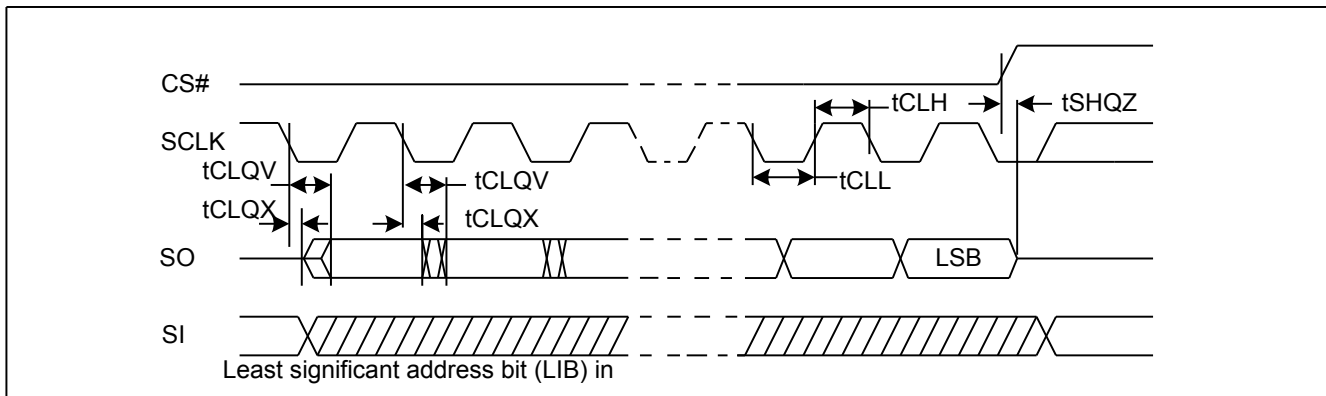 CS#
tCLH
tSHQZ
SCLK
tCLQV
tCLQV
tCLL
tCLQX
tCLQX
SO
LSB
SI
Least significant address bit (LIB) in